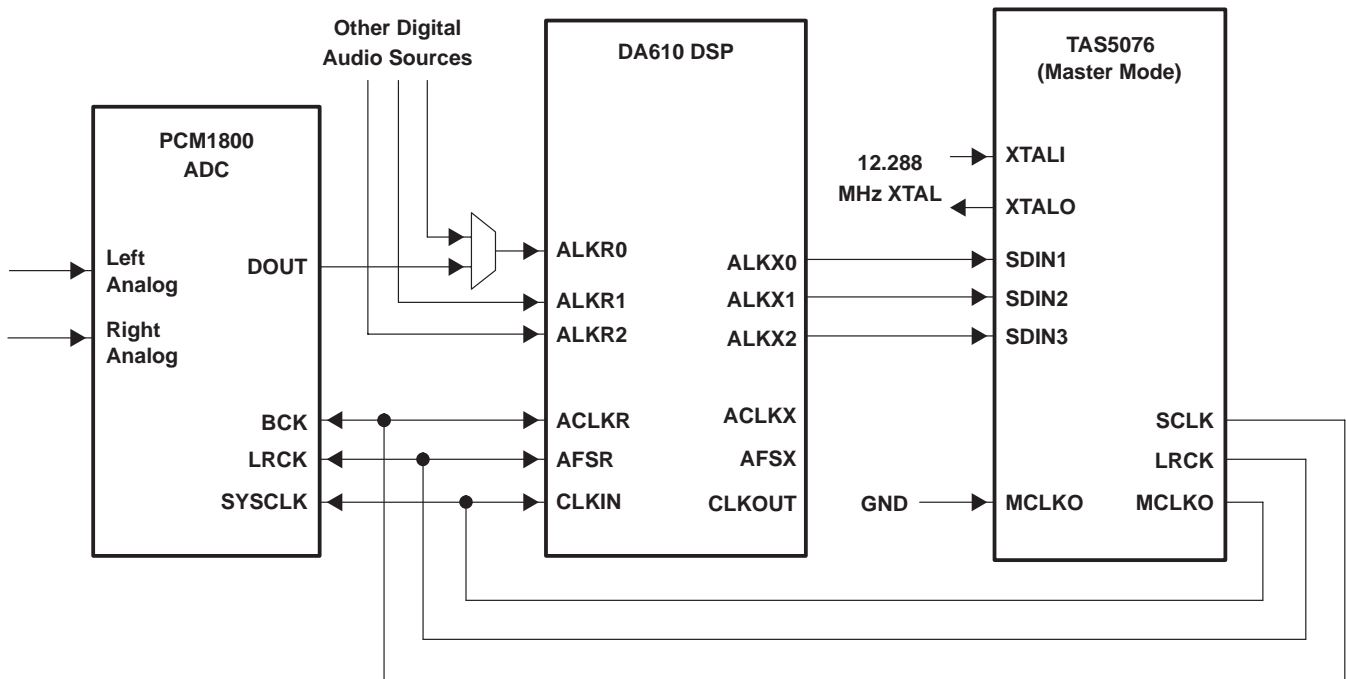 Other Digital
Audio Sources
PCM1800
ADC
Left
Analog
Right
Analog
DOUT
BCK
LRCK
SYSCLK
DA610 DSP
ALKR0
ALKR1
ALKR2
ACLKR
AFSR
CLKIN
ALKX0
ALKX1
ALKX2
ACLKX
AFSX
CLKOUT
12.288
MHz XTAL
GND
TAS5076
(Master Mode)
XTALI
XTALO
SDIN1
SDIN2
SDIN3
MCLKO
SCLK
LRCK
MCLKO